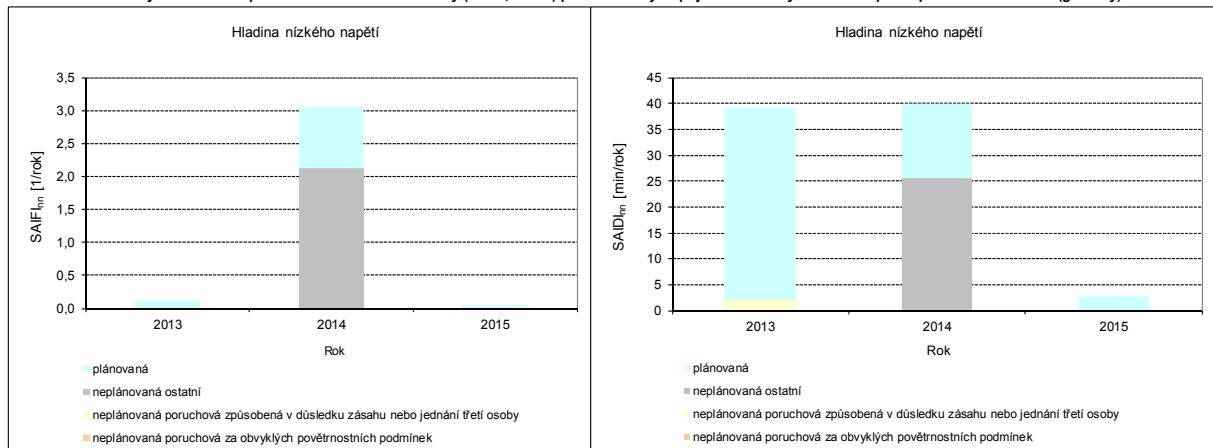 Hladina nízkého napětí
SAIFInn [1/rok]
3,5
3,0
2,5
2,0
1,5
1,0
0,5
0,0
2013 2014 2015
Rok
plánovaná
neplánovaná ostatní
neplánovaná poruchová způsobená v důsledku zásahu nebo jednání třetí osoby
neplánovaná poruchová za obvyklých povětrnostních podmínek
Hladina nízkého napětí
SAIDInn [min/rok]
45
40
35
30
25
20
15
10
5
0
2013 2014 2015
Rok
plánovaná
neplánovaná ostatní
neplánovaná poruchová způsobená v důsledku zásahu nebo jednání třetí osoby
neplánovaná poruchová za obvyklých povětrnostních podmínek